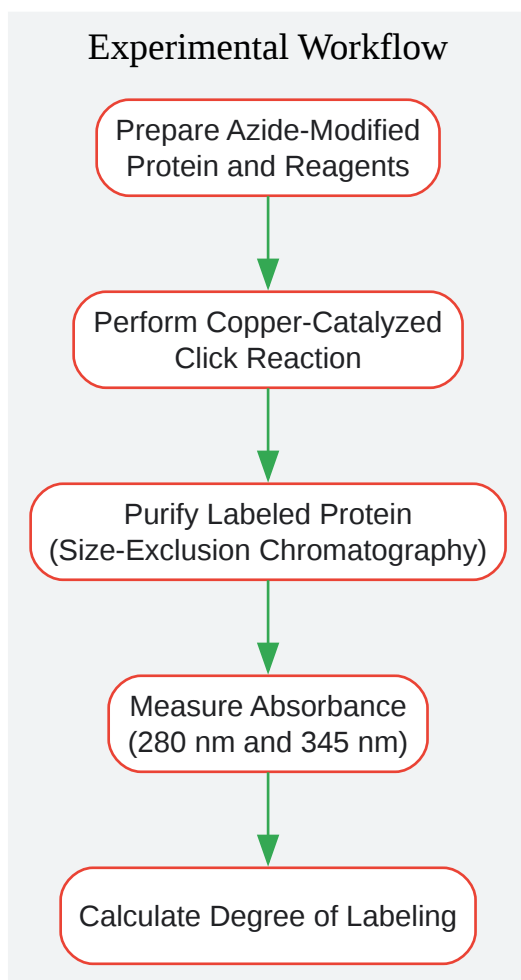 Experimental Workflow
Prepare Azide-Modified
Protein and Reagents
Perform Copper-Catalyzed
Click Reaction
Purify Labeled Protein
(Size-Exclusion Chromatography)
Measure Absorbance
(280 nm and 345 nm)
Calculate Degree of Labeling